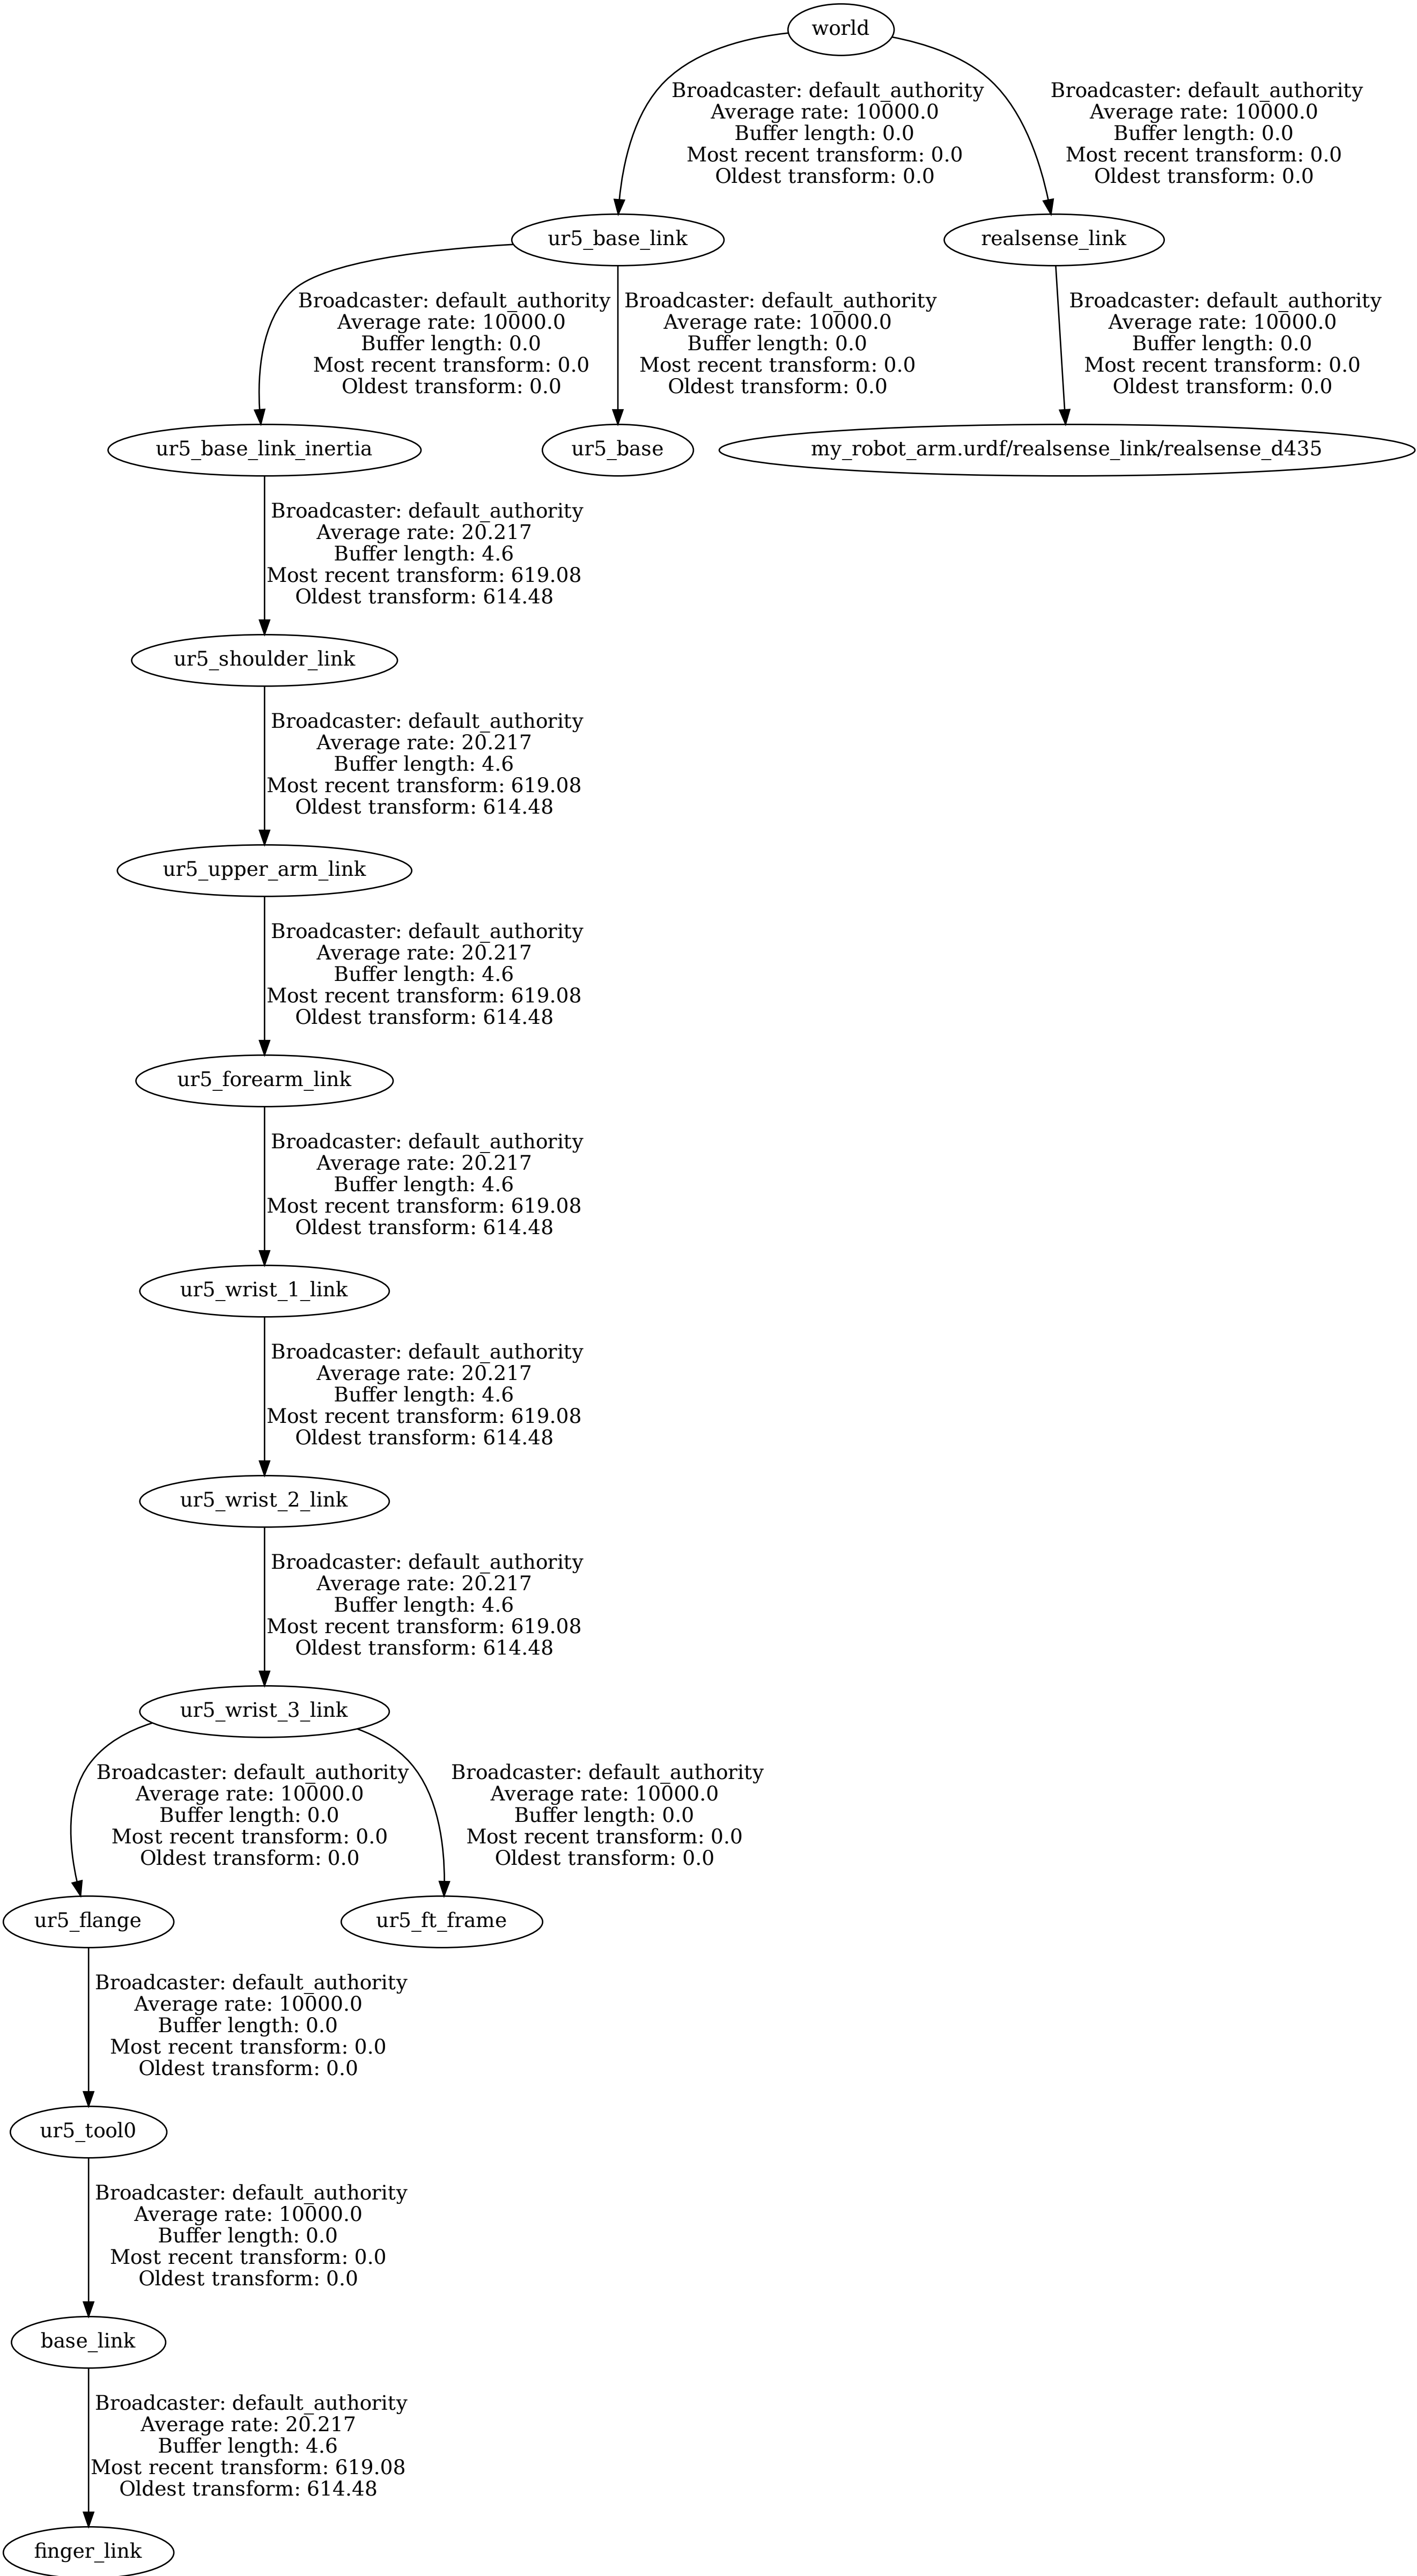 world
Broadcaster: default_authority
Average rate: 10000.0
Buffer length: 0.0
Most recent transform: 0.0
Oldest transform: 0.0
Broadcaster: default_authority
Average rate: 10000.0
Buffer length: 0.0
Most recent transform: 0.0
Oldest transform: 0.0
ur5_base_link
realsense_link
Broadcaster: default_authority
Average rate: 10000.0
Buffer length: 0.0
Most recent transform: 0.0
Oldest transform: 0.0
Broadcaster: default_authority
Average rate: 10000.0
Buffer length: 0.0
Most recent transform: 0.0
Oldest transform: 0.0
Broadcaster: default_authority
Average rate: 10000.0
Buffer length: 0.0
Most recent transform: 0.0
Oldest transform: 0.0
ur5_base_link_inertia
ur5_base
my_robot_arm.urdf/realsense_link/realsense_d435
Broadcaster: default_authority
Average rate: 20.217
Buffer length: 4.6
Most recent transform: 619.08
Oldest transform: 614.48
ur5_shoulder_link
Broadcaster: default_authority
Average rate: 20.217
Buffer length: 4.6
Most recent transform: 619.08
Oldest transform: 614.48
ur5_upper_arm_link
Broadcaster: default_authority
Average rate: 20.217
Buffer length: 4.6
Most recent transform: 619.08
Oldest transform: 614.48
ur5_forearm_link
Broadcaster: default_authority
Average rate: 20.217
Buffer length: 4.6
Most recent transform: 619.08
Oldest transform: 614.48
ur5_wrist_1_link
Broadcaster: default_authority
Average rate: 20.217
Buffer length: 4.6
Most recent transform: 619.08
Oldest transform: 614.48
ur5_wrist_2_link
Broadcaster: default_authority
Average rate: 20.217
Buffer length: 4.6
Most recent transform: 619.08
Oldest transform: 614.48
ur5_wrist_3_link
Broadcaster: default_authority
Average rate: 10000.0
Buffer length: 0.0
Most recent transform: 0.0
Oldest transform: 0.0
Broadcaster: default_authority
Average rate: 10000.0
Buffer length: 0.0
Most recent transform: 0.0
Oldest transform: 0.0
ur5_flange
ur5_ft_frame
Broadcaster: default_authority
Average rate: 10000.0
Buffer length: 0.0
Most recent transform: 0.0
Oldest transform: 0.0
ur5_tool0
Broadcaster: default_authority
Average rate: 10000.0
Buffer length: 0.0
Most recent transform: 0.0
Oldest transform: 0.0
base_link
Broadcaster: default_authority
Average rate: 20.217
Buffer length: 4.6
Most recent transform: 619.08
Oldest transform: 614.48
finger_link